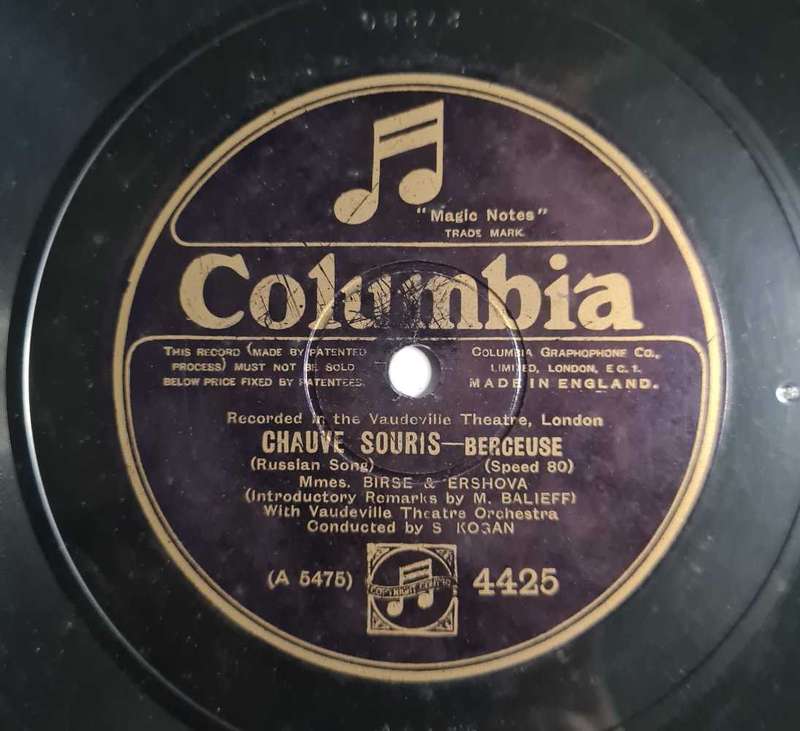 "Magic Notes"
TRADE MARK.
Columbia
THIS RECORD (MADE BY PATENTED
PROCESS) MUST NOT BE SOLD
BELOW PRICE FIXED BY PATENTEES.
COLUMBIA GRAPHOPHONE CO.,
LIMITED, LONDON, E.C.1.
MADE IN ENGLAND.
Recorded in the Vaudeville Theatre, London
CHAUVE SOURIS—BERCEUSE
(Russian Song) (Speed 80)
Mmes. BIRSE & ERSHOVA
(Introductory Remarks by M. BALIEFF)
With Vaudeville Theatre Orchestra
Conducted by S KOGAN
(A 5475) 4425